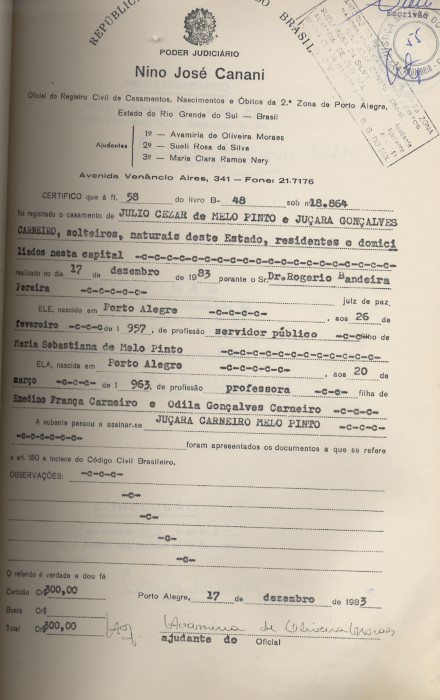 REPÚBLICA DO BRASIL
Escrivão
55
PODER JUDICIÁRIO
Nino José Canani
Oficial do Registro Civil de Casamentos, Nascimentos e Óbitos da 2.ª Zona de Porto Alegre,
Estado do Rio Grande do Sul — Brasil
Ajudantes
1º — Avamiria de Oliveira Moraes
2º — Sueli Rosa da Silva
3º — Maria Clara Ramos Nery
Avenida Venâncio Aires, 341 — Fone: 21-7176
CERTIFICO que á fl. 58 do livro B- 48 sob nº 18.864
foi registrado o casamento de JULIO CEZAR de MELO PINTO e JUÇARA GONÇALVES
CARNEIRO, solteiros, naturais deste Estado, residentes e domici
liados nesta capital -c-c-c-c-c-c-c-c-c-c-c-c-c-c-c-c-c-c-c-
realizado no dia 17 de dezembro de 1983 perante o Sr. Dr. Rogerio Bandeira
Pereira -c-c-c-c-c- juiz de paz.
ELE, nascido em Porto Alegre -c-c-c-c-c- , aos 26 de
fevereiro -c-c-c de 1 957, de profissão servidor público -c-c filho de
Maria Sebastiana de Melo Pinto -c-c-c-c-c-c-c-c-c-c-c-
ELA, nascida em Porto Alegre -c-c-c-c-c- , aos 20 de
março -c-c-c- de 1 963, de profissão professora -c-c- filha de
Enedino França Carneiro e Odila Gonçalves Carneiro -c-c-c-
A nubente passou a assinar-se JUÇARA CARNEIRO MELO PINTO -c-c-c-
-c-c-c-c-c- foram apresentados os documentos a que se refere
o art. 180 e incisos do Código Civil Brasileiro.
OBSERVAÇÕES: -c-c-c-
-c-
-c-
-c-
-c-
O referido é verdade e dou fé
Certidão Cr$300,00 Porto Alegre, 17 de dezembro de 1983
Busca Cr$
Total Cr$300,00 Avamiria de Oliveira Moraes
ajudante do Oficial